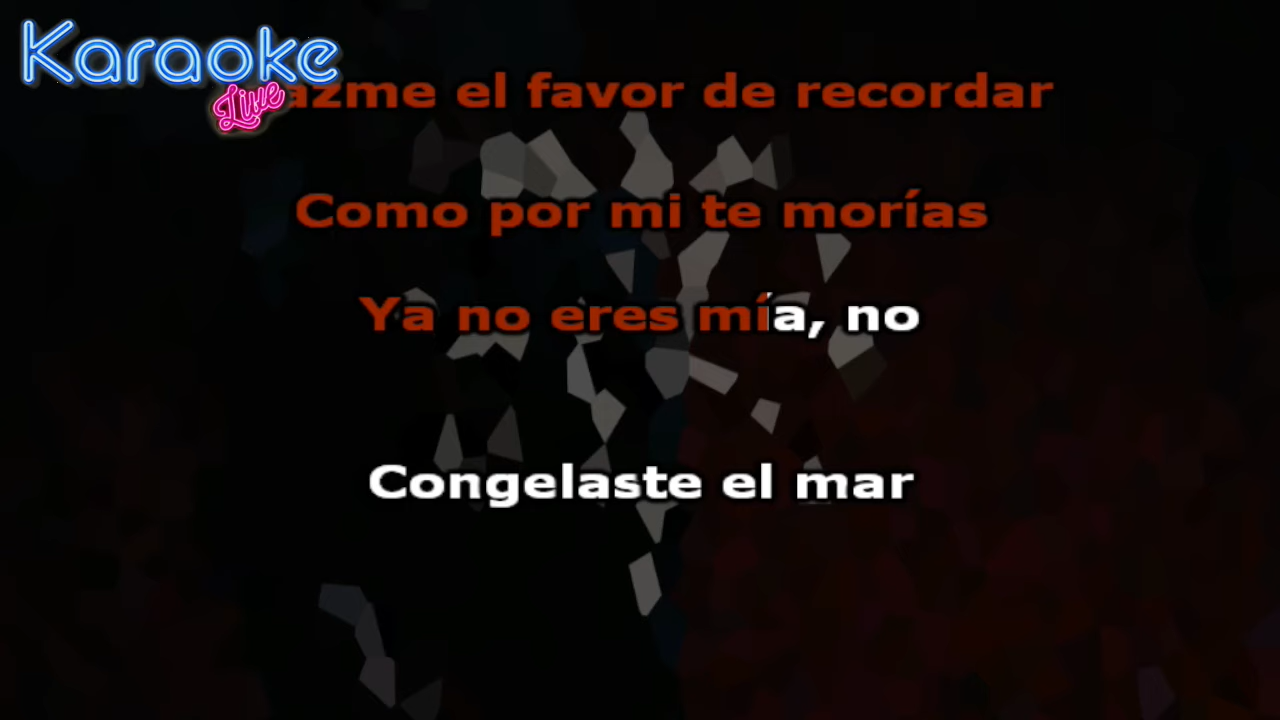 Karaoke
Live
azme el favor de recordar
Como por mi te morías
Ya no eres mía, no
Congelaste el mar